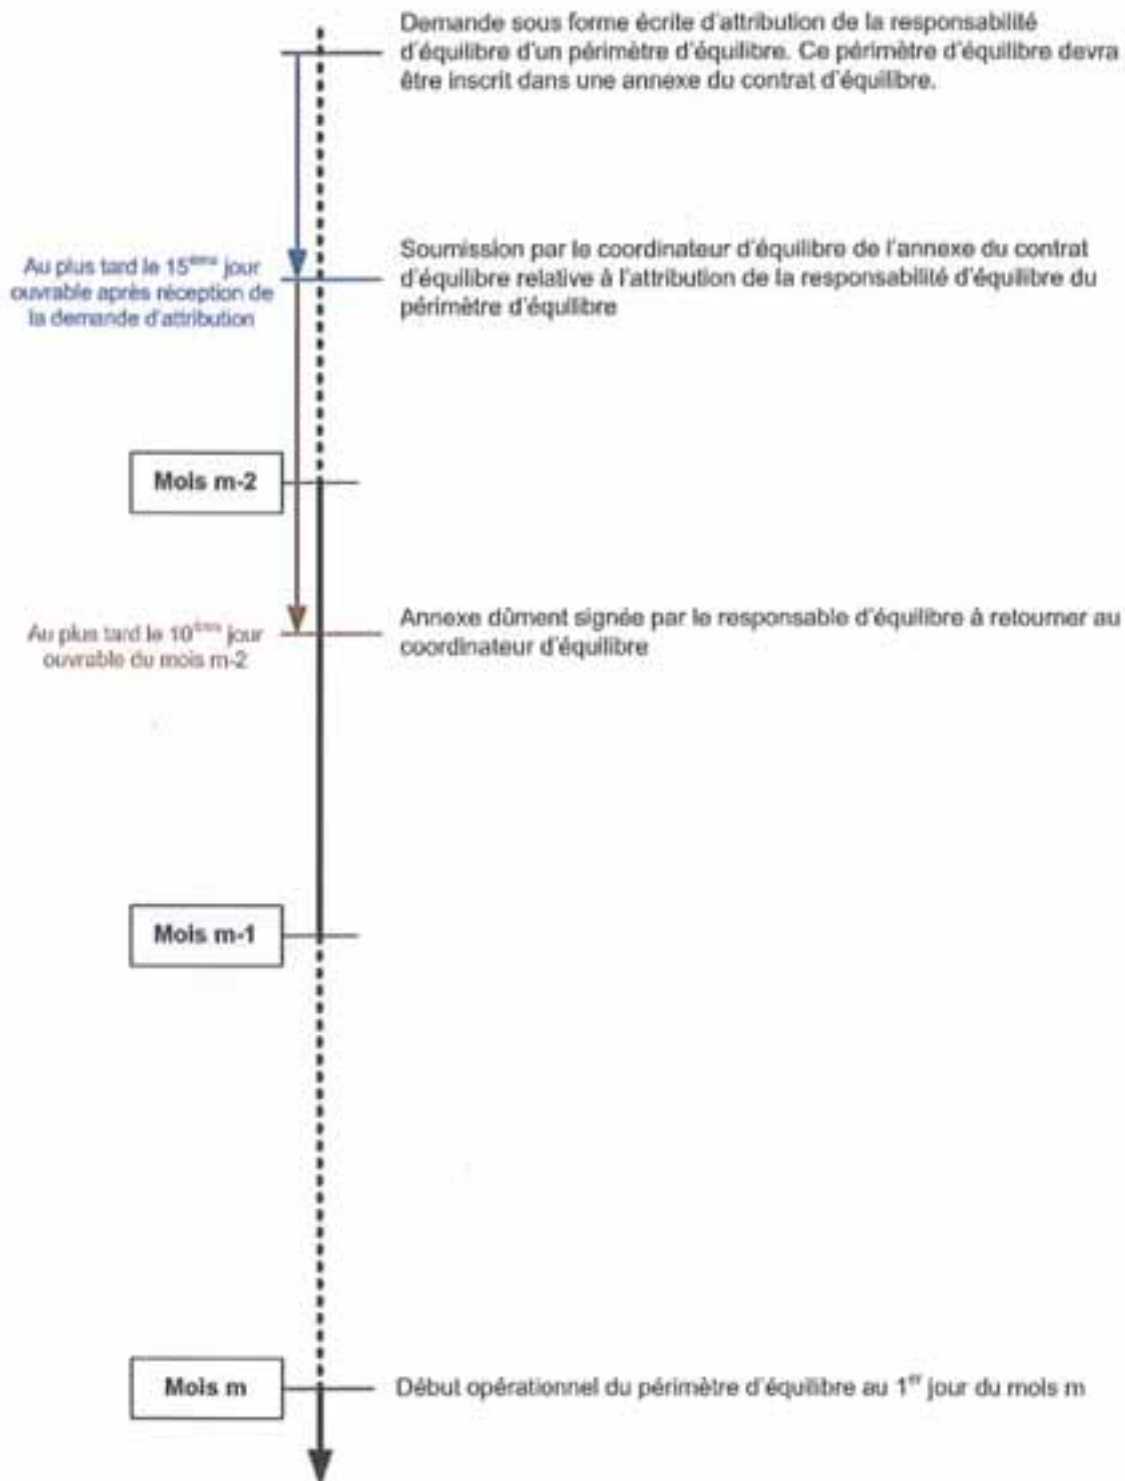 Demande sous forme écrite d'attribution de la responsabilité
d'équilibre d'un périmètre d'équilibre. Ce périmètre d'équilibre devra
être inscrit dans une annexe du contrat d'équilibre.
Au plus tard le 15ème jour
ouvrable après réception de
la demande d'attribution
Soumission par le coordinateur d'équilibre de l'annexe du contrat
d'équilibre relative à l'attribution de la responsabilité d'équilibre du
périmètre d'équilibre
Mois m-2
Au plus tard le 10ème jour
ouvrable du mois m-2
Annexe dûment signée par le responsable d'équilibre à retourner au
coordinateur d'équilibre
Mois m-1
Mois m
Début opérationnel du périmètre d'équilibre au 1er jour du mois m